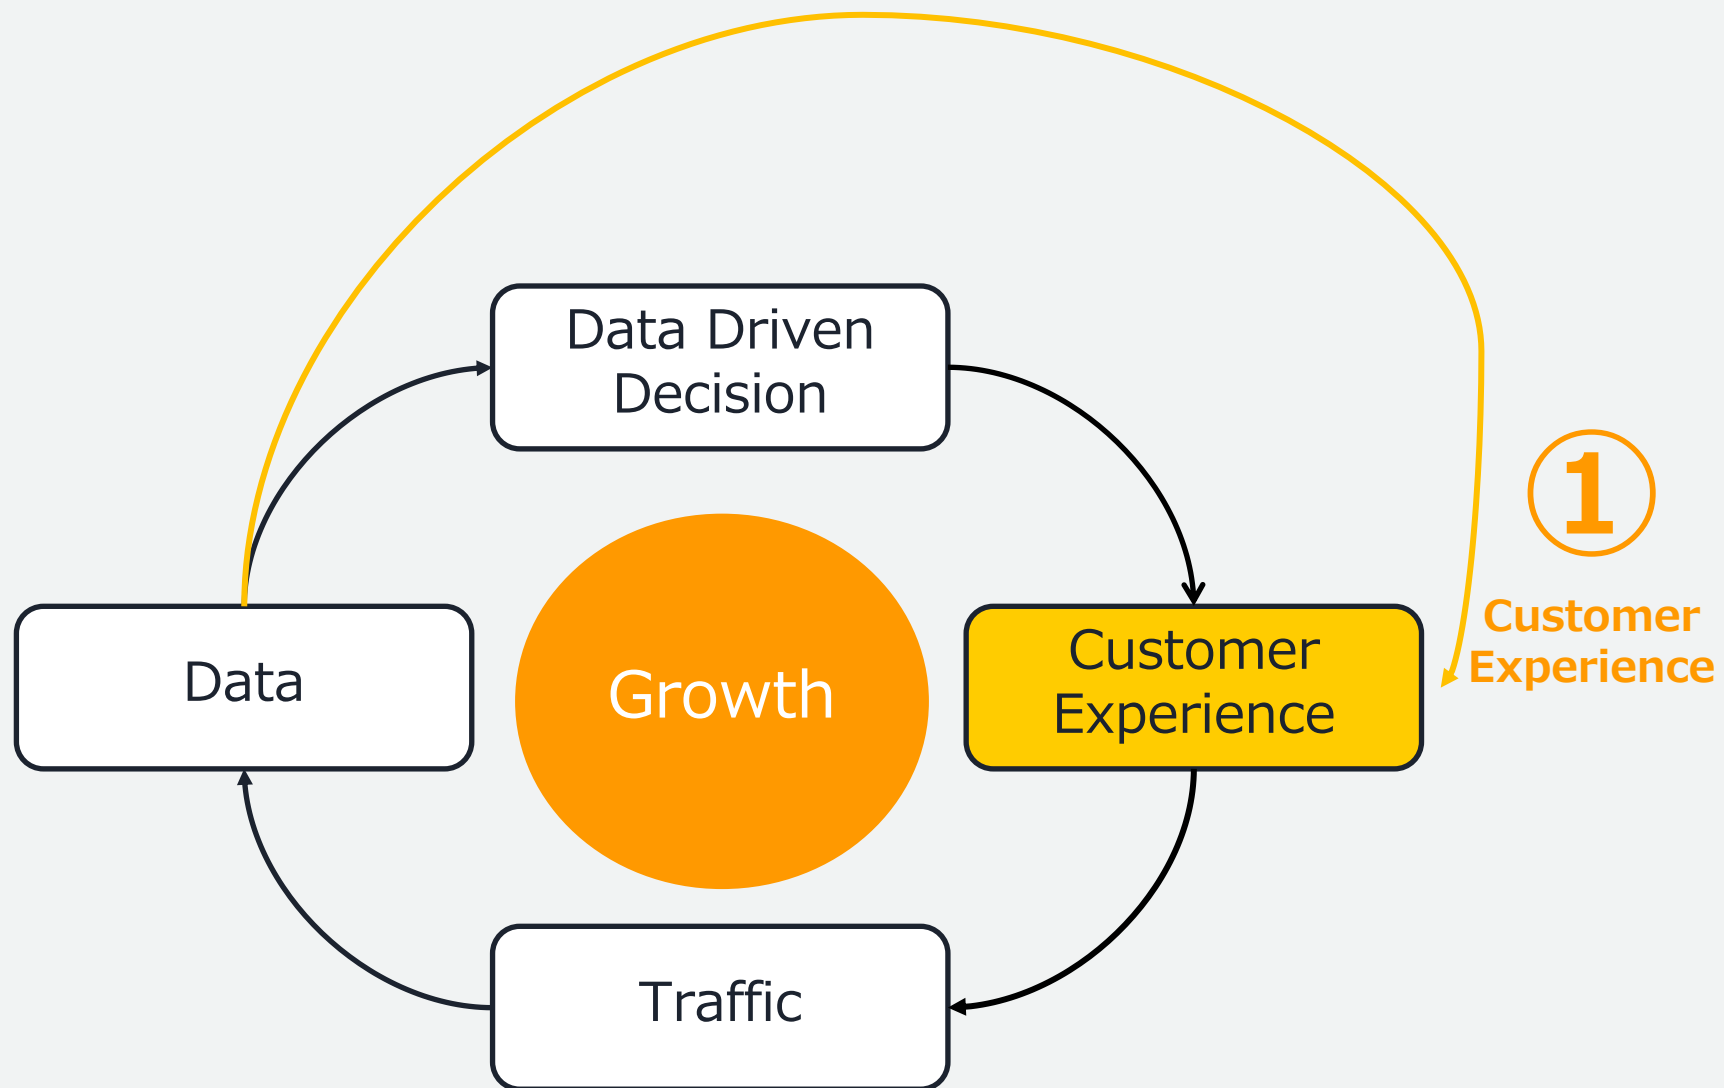 Data Driven
Decision
①
Customer
Experience
Data
Growth
Customer
Experience
Traffic